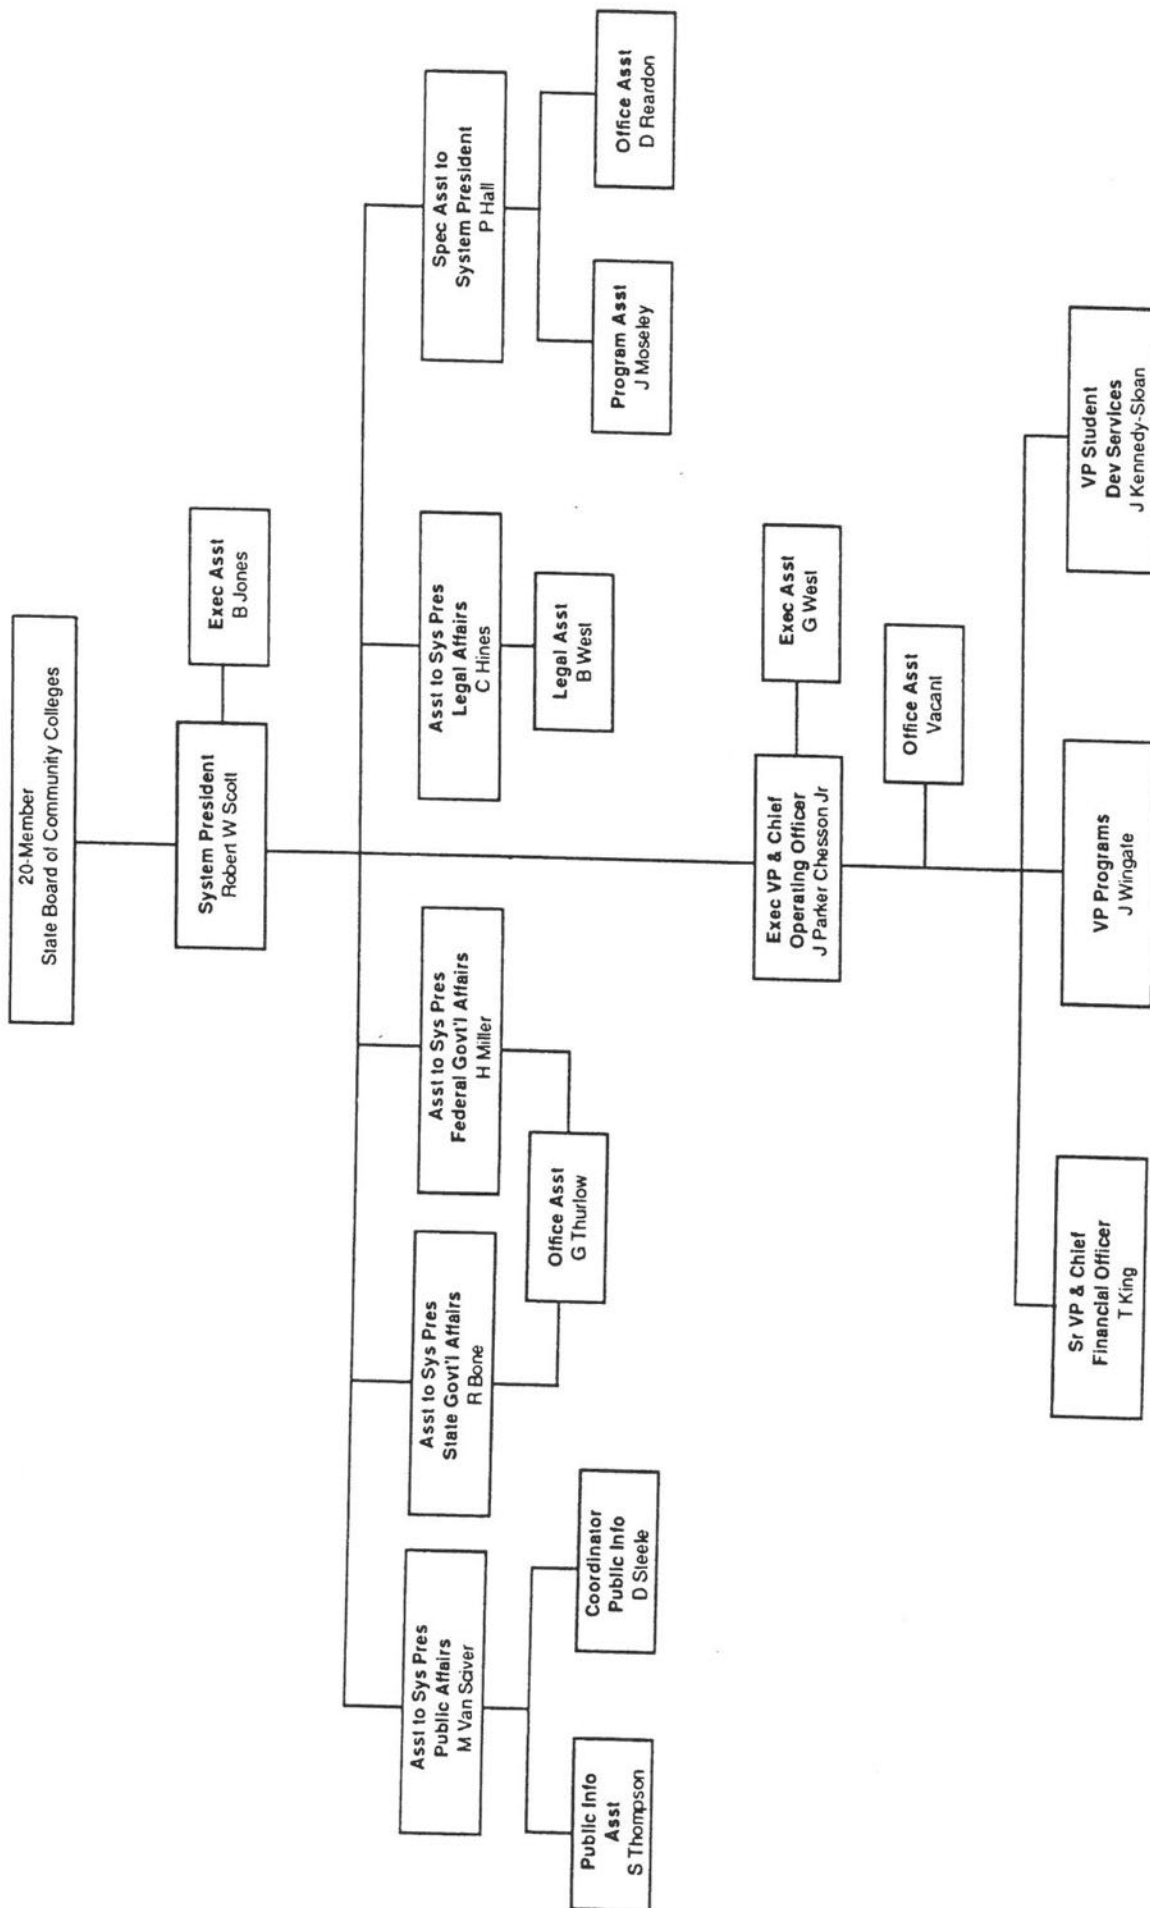 20-Member
State Board of Community Colleges
System President
Robert W Scott
Exec Asst
B Jones
Asst to Sys Pres
Public Affairs
M Van Sciver
Asst to Sys Pres
State Govt'l Affairs
R Bone
Asst to Sys Pres
Federal Govt'l Affairs
H Miller
Asst to Sys Pres
Legal Affairs
C Hines
Spec Asst to
System President
P Hall
Public Info
Asst
S Thompson
Coordinator
Public Info
D Steele
Office Asst
G Thurlow
Legal Asst
B West
Program Asst
J Moseley
Office Asst
D Reardon
Exec VP & Chief
Operating Officer
J Parker Chesson Jr
Exec Asst
G West
Office Asst
Vacant
Sr VP & Chief
Financial Officer
T King
VP Programs
J Wingate
VP Student
Dev Services
J Kennedy-Sloan